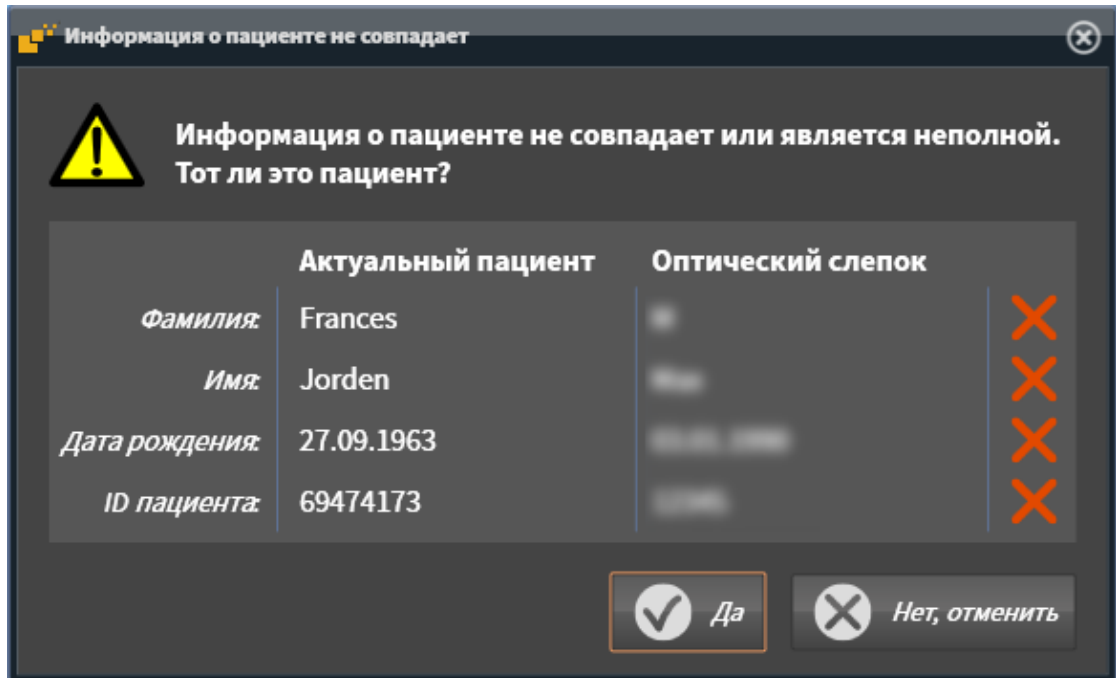 Информация о пациенте не совпадает
Информация о пациенте не совпадает или является неполной.
Тот ли это пациент?
Актуальный пациент Оптический слепок
Фамилия: Frances
Имя: Jorden
Дата рождения: 27.09.1963
ID пациента: 69474173
Да Нет, отменить